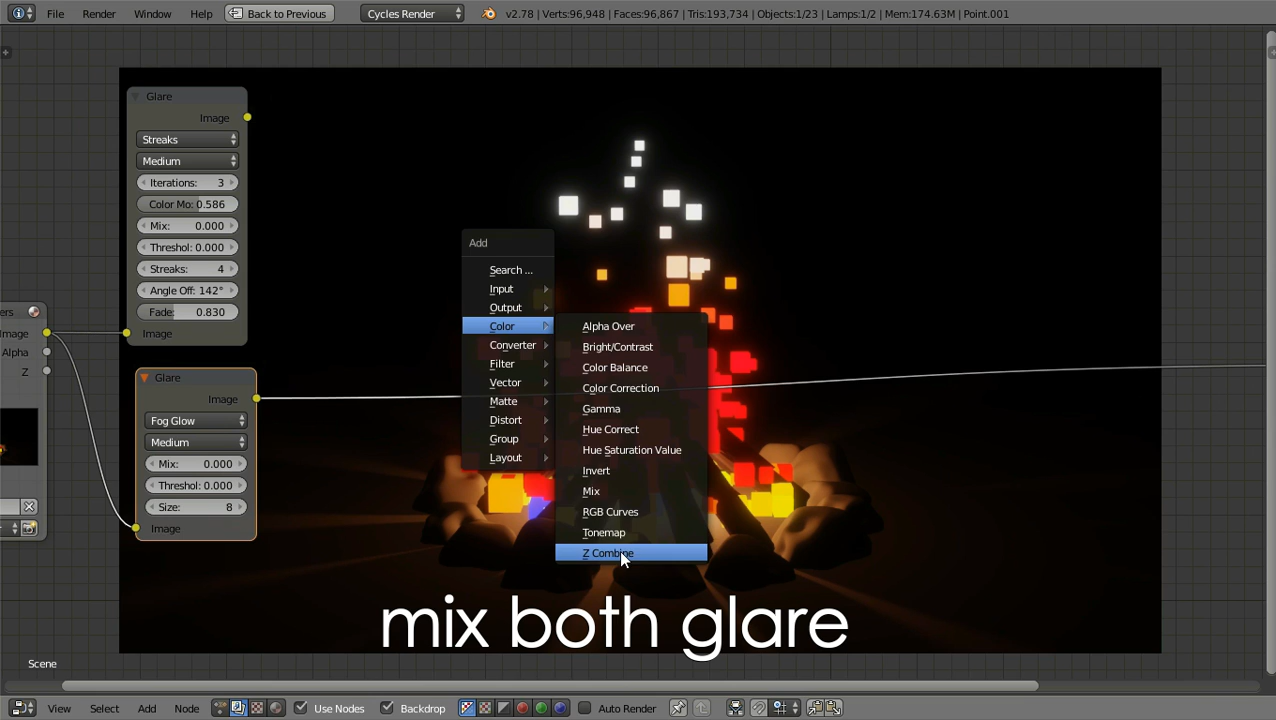 File Render Window Help Back to Previous Cycles Render v2.78 | Verts:96,948 | Faces:96,867 | Tris:193,734 | Objects:1/23 | Lamps:1/2 | Mem:174.63M | Point.001
Glare
Image
Streaks
Medium
Iterations: 3
Color Mo: 0.586
Mix: 0.000
Threshol: 0.000
Streaks: 4
Angle Off: 142°
Fade: 0.830
Image
ers
Image
Alpha
Z
Glare
Image
Fog Glow
Medium
Mix: 0.000
Threshol: 0.000
Size: 8
Image
Add
Search ...
Input
Output
Color
Converter
Filter
Vector
Matte
Distort
Group
Layout
Alpha Over
Bright/Contrast
Color Balance
Color Correction
Gamma
Hue Correct
Hue Saturation Value
Invert
Mix
RGB Curves
Tonemap
Z Combine
mix both glare
Scene
View Select Add Node Use Nodes Backdrop Auto Render